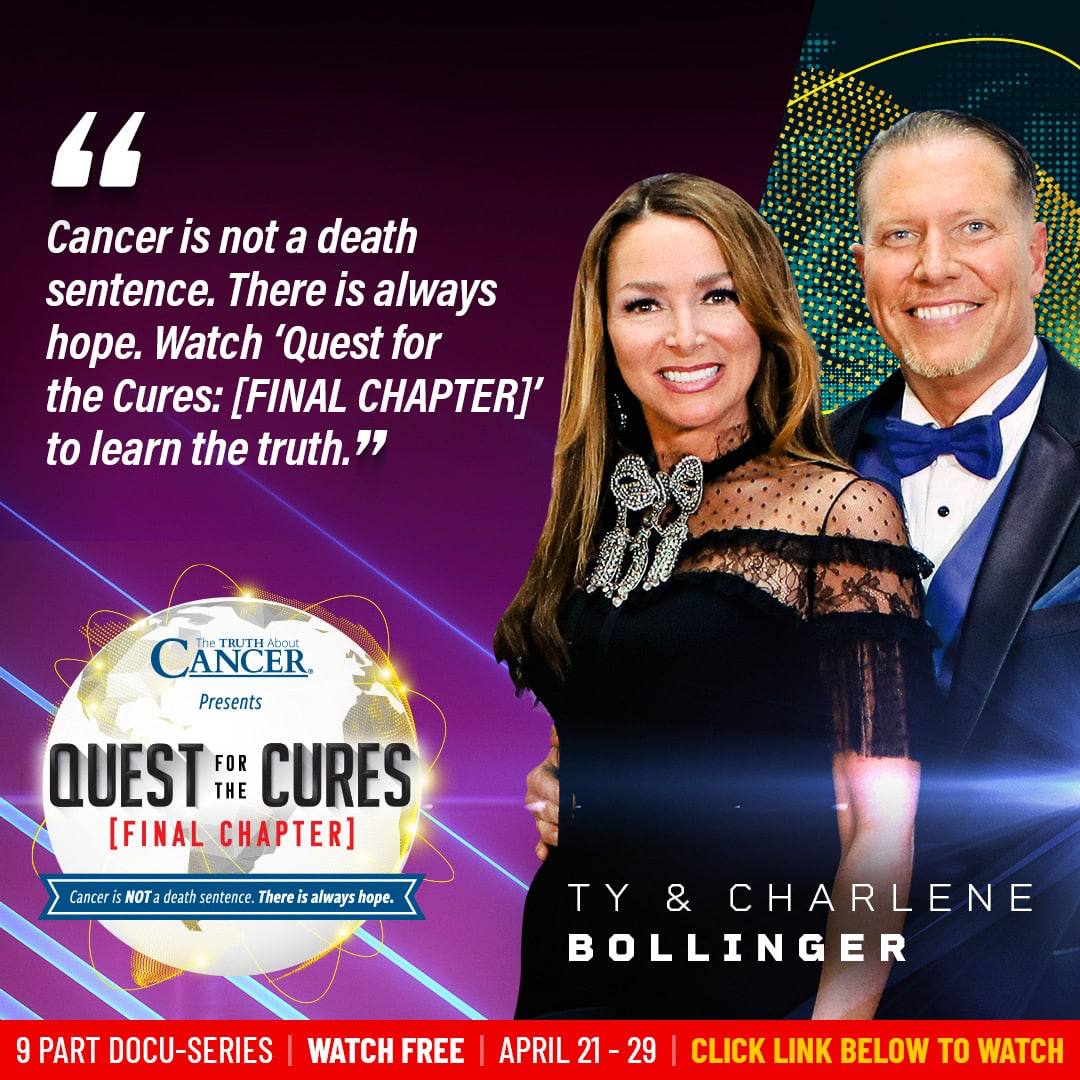 “
Cancer is not a death
sentence. There is always
hope. Watch ‘Quest for
the Cures: [FINAL CHAPTER]’
to learn the truth.”
The TRUTH About
CANCER®
Presents
QUEST FOR THE CURES
[FINAL CHAPTER]
Cancer is NOT a death sentence. There is always hope.
TY & CHARLENE
BOLLINGER
9 PART DOCU-SERIES | WATCH FREE | APRIL 21 - 29 | CLICK LINK BELOW TO WATCH